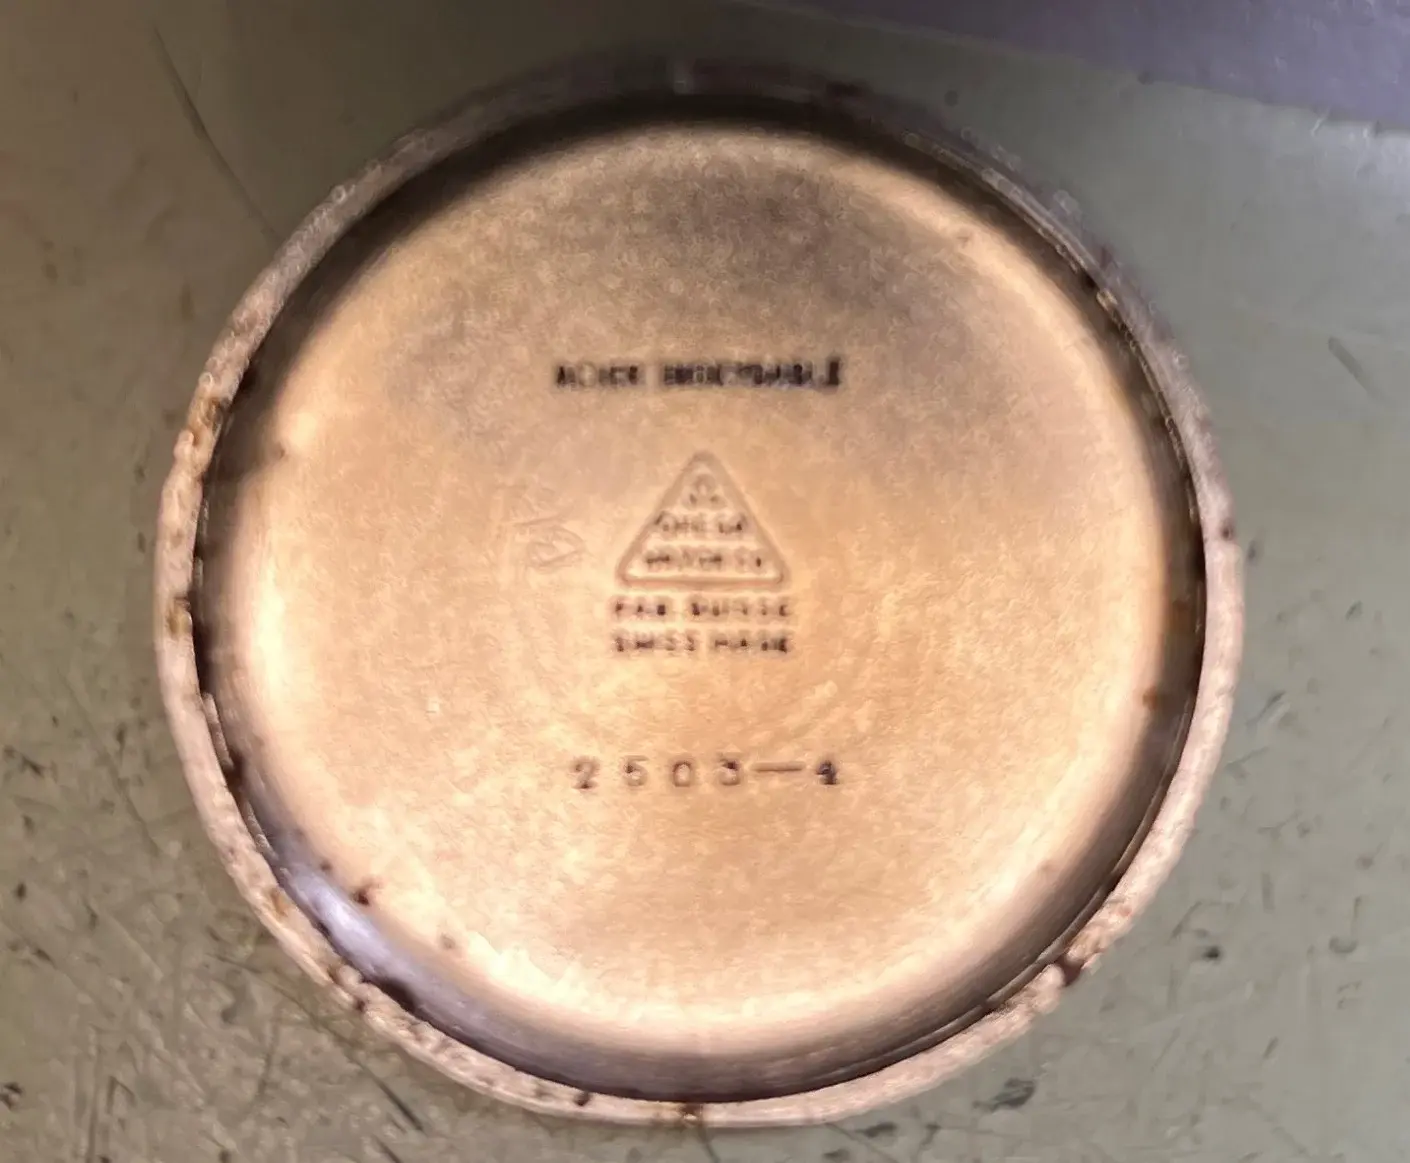 ACIER INOXYDABLE
Ω
OMEGA
WATCH Co
FAB. SUISSE
SWISS MADE
2503-4